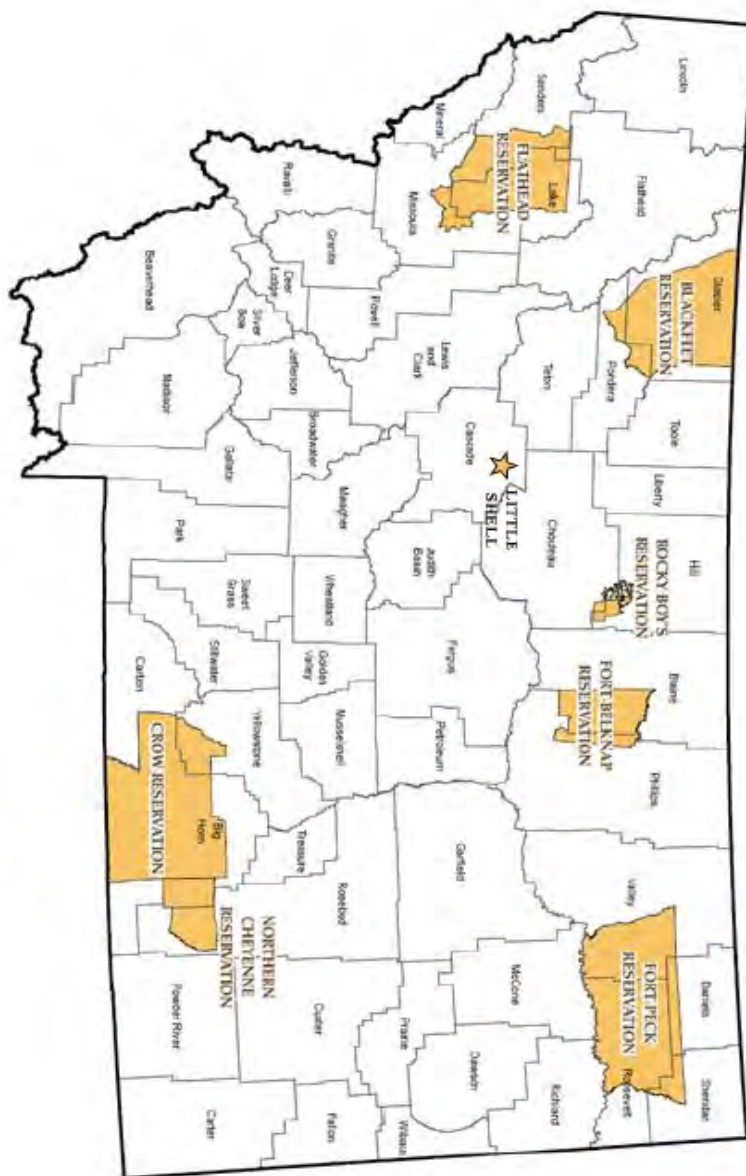 Lincoln
Sanders
Flathead
Mineral
FLATHEAD
RESERVATION
Lake
Missoula
Ravalli
Granite
Powell
Deer
Lodge
Silver
Bow
Beaverhead
Madison
Jefferson
Lewis
and
Clark
Broadwater
Gallatin
Glacier
BLACKFEET
RESERVATION
Pondera
Teton
Toole
Liberty
Cascade
LITTLE
SHELL
Chouteau
Hill
ROCKY BOY'S
RESERVATION
Meagher
Judith
Basin
Park
Sweet
Grass
Wheatland
Fergus
Golden
Valley
Stillwater
Carbon
Musselshell
Petroleum
Yellowstone
Blaine
FORT BELKNAP
RESERVATION
Phillips
CROW RESERVATION
Big
Horn
Treasure
Rosebud
NORTHERN
CHEYENNE
RESERVATION
Garfield
Valley
FORT PECK
RESERVATION
Daniels
Sheridan
Roosevelt
McCone
Richland
Dawson
Prairie
Wibaux
Custer
Fallon
Powder River
Carter